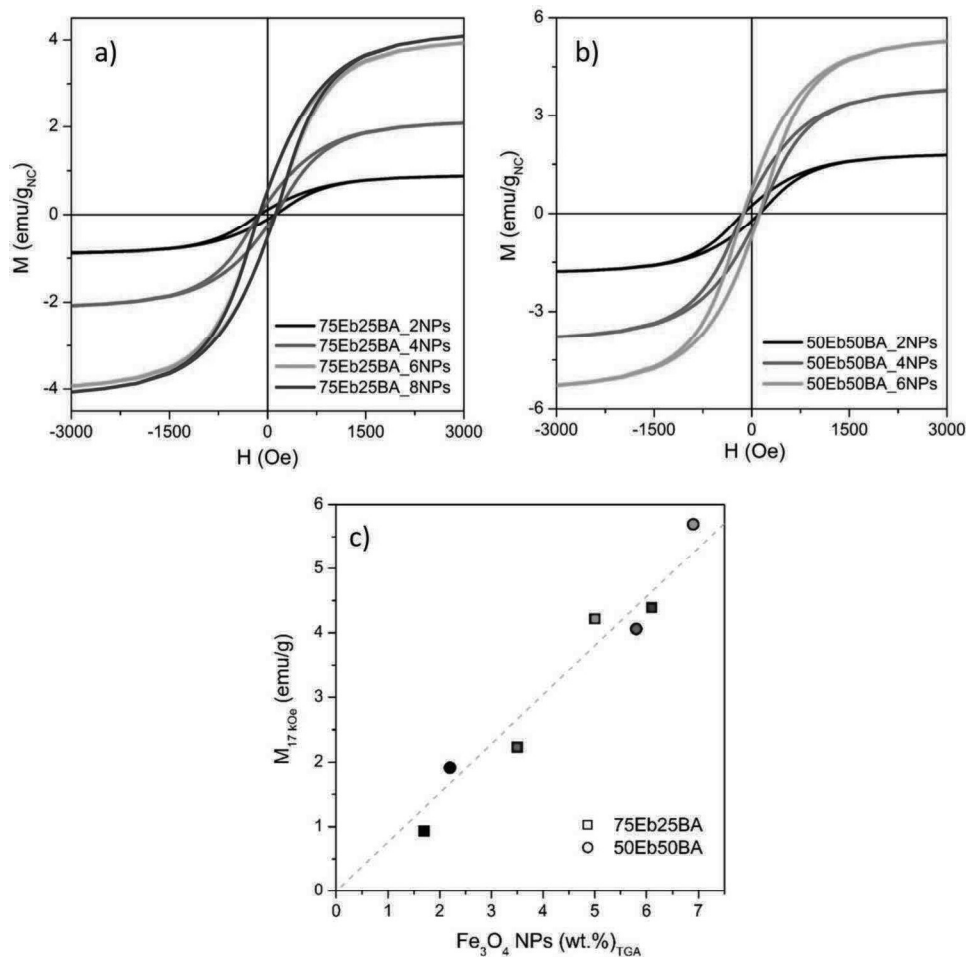 a)
M (emu/g_NC)
4
2
0
-2
-4
75Eb25BA_2NPs
75Eb25BA_4NPs
75Eb25BA_6NPs
75Eb25BA_8NPs
-3000 -1500 0 1500 3000
H (Oe)
b)
M (emu/g_NC)
6
3
0
-3
-6
50Eb50BA_2NPs
50Eb50BA_4NPs
50Eb50BA_6NPs
-3000 -1500 0 1500 3000
H (Oe)
c)
M_17 kOe (emu/g)
6
5
4
3
2
1
0
75Eb25BA
50Eb50BA
0 1 2 3 4 5 6 7
Fe₃O₄ NPs (wt.%)_TGA